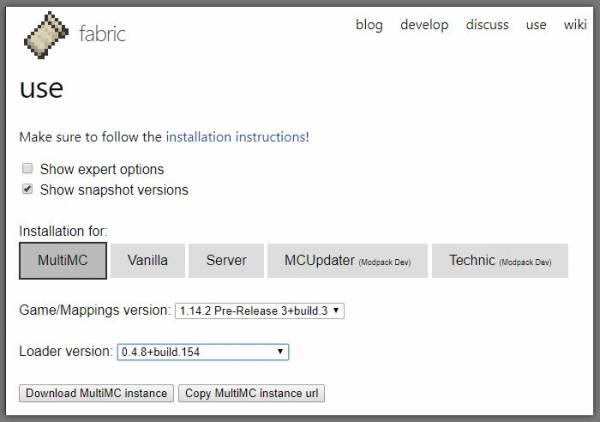 fabric
blog develop discuss use wiki
use
Make sure to follow the installation instructions!
Show expert options
Show snapshot versions
Installation for:
MultiMC Vanilla Server MCUpdater (Modpack Dev) Technic (Modpack Dev)
Game/Mappings version: 1.14.2 Pre-Release 3+build.3
Loader version: 0.4.8+build.154
Download MultiMC instance Copy MultiMC instance url